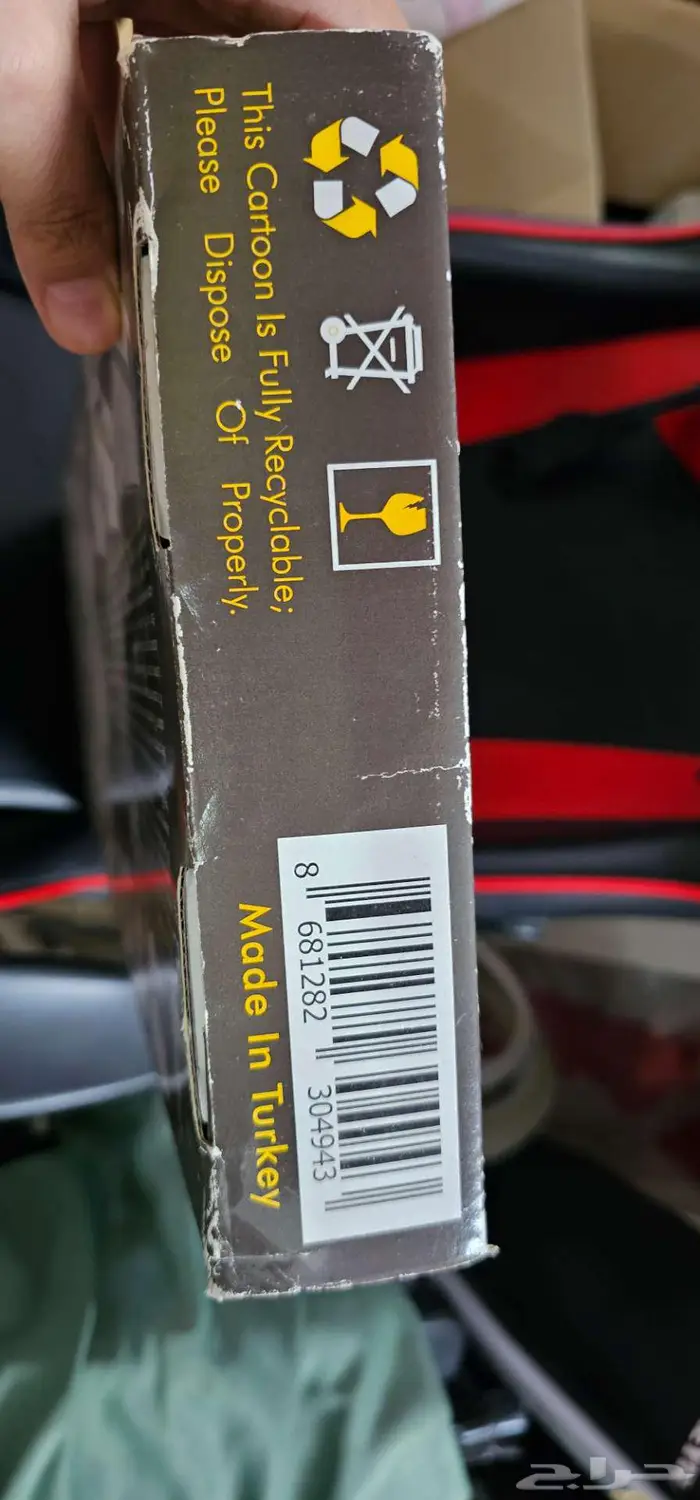 This Cartoon Is Fully Recyclable;
Please Dispose Of Properly.
8 681282 304943
Made In Turkey
حراج